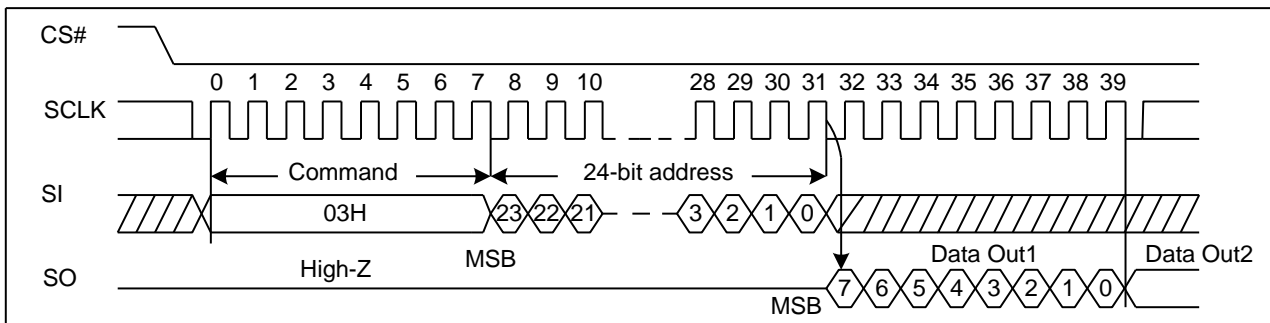 CS#
0 1 2 3 4 5 6 7 8 9 10 28 29 30 31 32 33 34 35 36 37 38 39
SCLK
Command 24-bit address
SI
03H 23 22 21 3 2 1 0
High-Z MSB Data Out1 Data Out2
SO
MSB 7 6 5 4 3 2 1 0